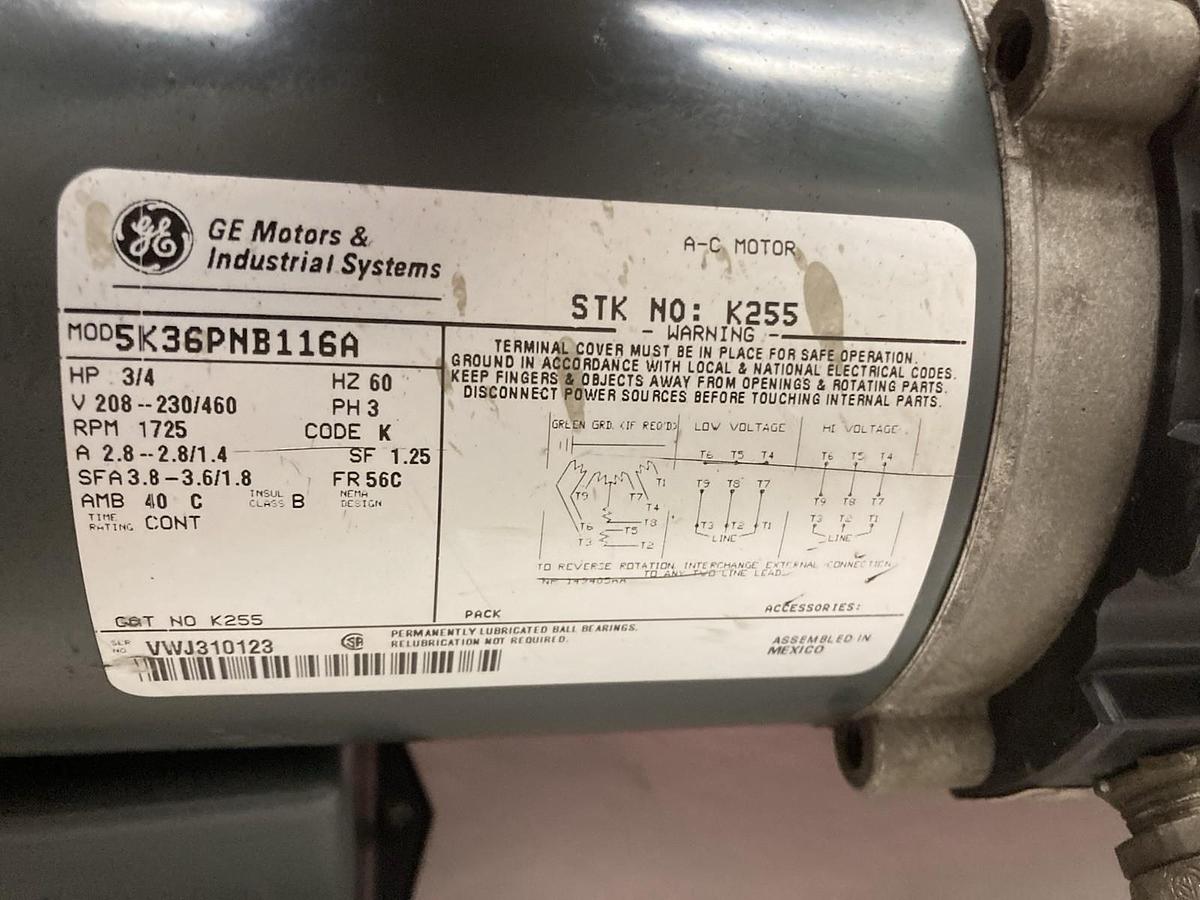 GE
GE Motors &
Industrial Systems
A-C MOTOR
STK NO: K255
MOD 5K36PNB116A
HP 3/4 HZ 60
V 208--230/460 PH 3
RPM 1725 CODE K
A 2.8--2.8/1.4 SF 1.25
SFA 3.8-3.6/1.8 FR 56C
AMB 40 C INSUL CLASS B NEMA DESIGN
TIME RATING CONT
CAT NO K255
- WARNING -
TERMINAL COVER MUST BE IN PLACE FOR SAFE OPERATION.
GROUND IN ACCORDANCE WITH LOCAL & NATIONAL ELECTRICAL CODES.
KEEP FINGERS & OBJECTS AWAY FROM OPENINGS & ROTATING PARTS.
DISCONNECT POWER SOURCES BEFORE TOUCHING INTERNAL PARTS.
GREEN GRD. (IF REQ'D) LOW VOLTAGE HI VOLTAGE
T6 T5 T4 T6 T5 T4
T9 T7 T1 T9 T8 T7 T9 T8 T7
T4
T6 T5 T8 T3 T2 T1 T3 T2 T1
T3 T2 LINE LINE
TO REVERSE ROTATION, INTERCHANGE EXTERNAL CONNECTION
TO ANY TWO LINE LEADS
PACK ACCESSORIES:
SER NO VWJ310123
PERMANENTLY LUBRICATED BALL BEARINGS.
RELUBRICATION NOT REQUIRED.
ASSEMBLED IN
MEXICO